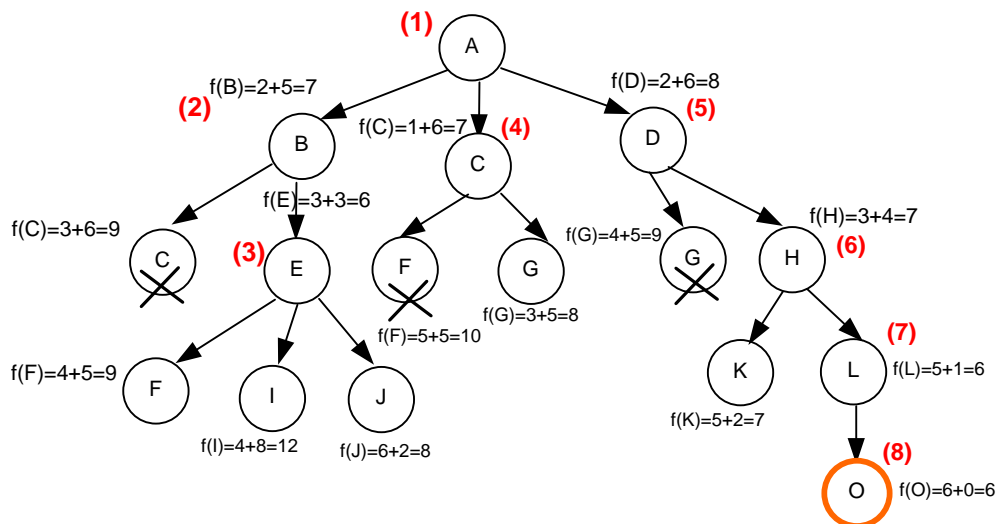 (1)
A
f(B)=2+5=7
f(D)=2+6=8
(2)
(5)
f(C)=1+6=7
(4)
B
C
D
f(E)=3+3=6
f(C)=3+6=9
f(G)=4+5=9
f(H)=3+4=7
(3)
(6)
C
E
F
G
G
H
f(G)=3+5=8
f(F)=5+5=10
(7)
f(F)=4+5=9
F
I
J
K
L
f(L)=5+1=6
f(K)=5+2=7
f(I)=4+8=12
f(J)=6+2=8
(8)
O
f(O)=6+0=6